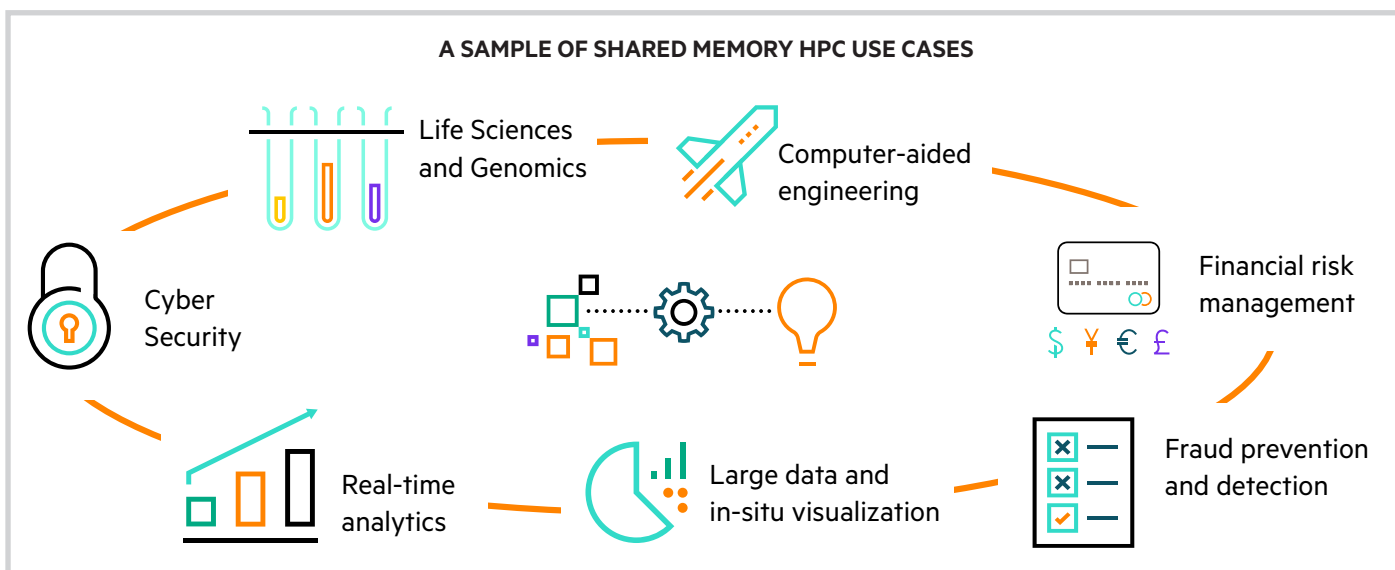 A SAMPLE OF SHARED MEMORY HPC USE CASES
Life Sciences
and Genomics
Computer-aided
engineering
Financial risk
management
$ ¥ € £
Cyber
Security
Fraud prevention
and detection
Large data and
in-situ visualization
Real-time
analytics